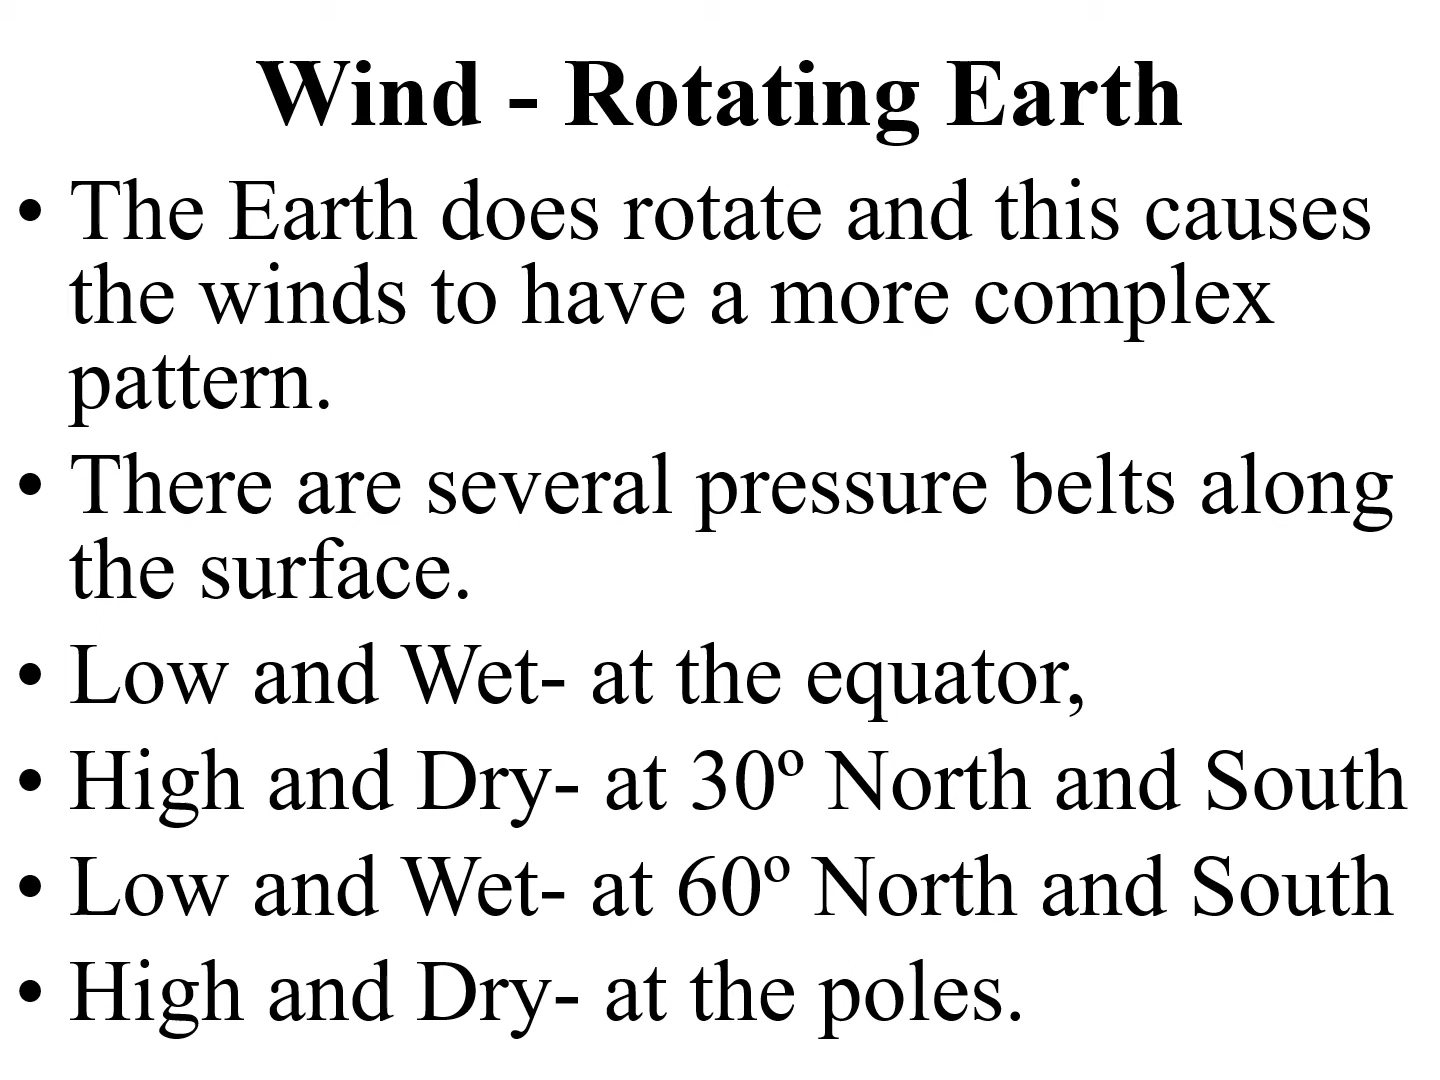 Wind - Rotating Earth
• The Earth does rotate and this causes
the winds to have a more complex
pattern.
• There are several pressure belts along
the surface.
• Low and Wet- at the equator,
• High and Dry- at 30º North and South
• Low and Wet- at 60º North and South
• High and Dry- at the poles.